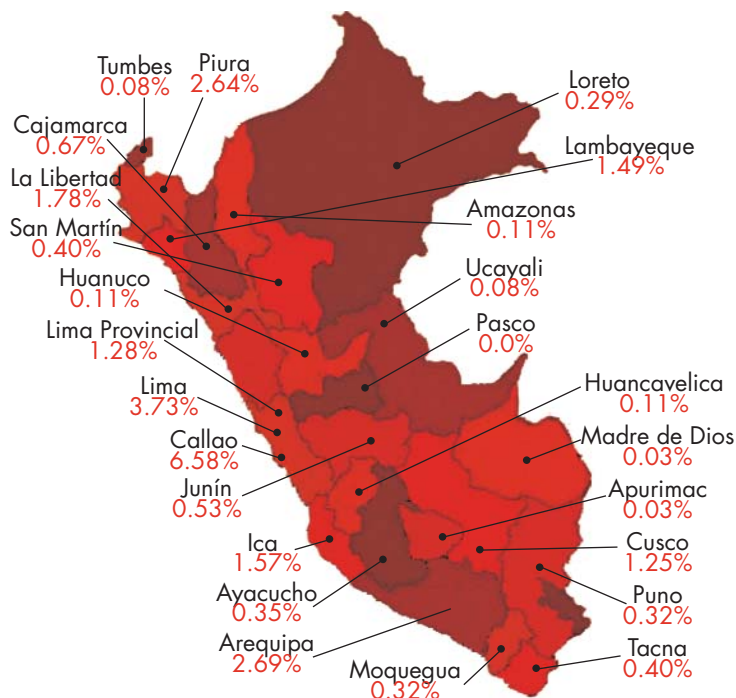 Tumbes
0.08%
Piura
2.64%
Loreto
0.29%
Cajamarca
0.67%
Lambayeque
1.49%
La Libertad
1.78%
San Martín
0.40%
Amazonas
0.11%
Huanuco
0.11%
Ucayali
0.08%
Lima Provincial
1.28%
Pasco
0.0%
Lima
3.73%
Huancavelica
0.11%
Callao
6.58%
Madre de Dios
0.03%
Junín
0.53%
Apurimac
0.03%
Ica
1.57%
Cusco
1.25%
Ayacucho
0.35%
Puno
0.32%
Arequipa
2.69%
Moquegua
0.32%
Tacna
0.40%